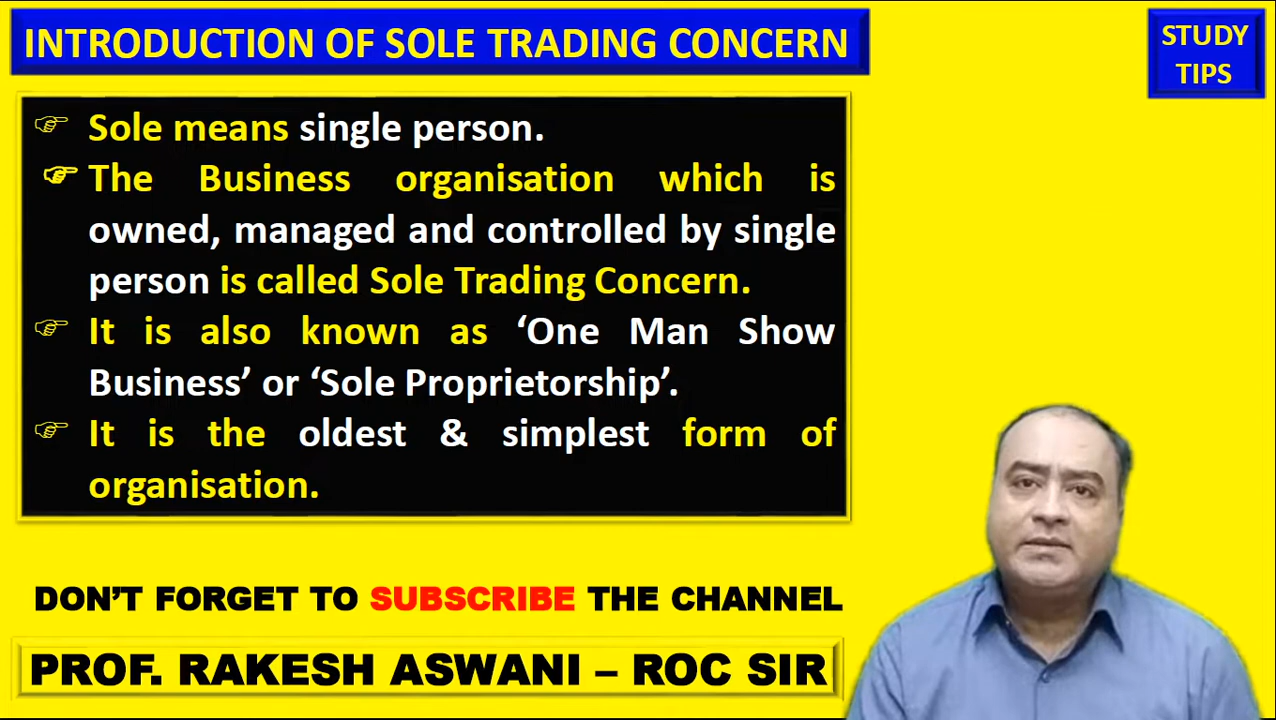 INTRODUCTION OF SOLE TRADING CONCERN
STUDY
TIPS
☞ Sole means single person.
☞ The Business organisation which is
owned, managed and controlled by single
person is called Sole Trading Concern.
☞ It is also known as ‘One Man Show
Business’ or ‘Sole Proprietorship’.
☞ It is the oldest & simplest form of
organisation.
DON’T FORGET TO SUBSCRIBE THE CHANNEL
PROF. RAKESH ASWANI – ROC SIR